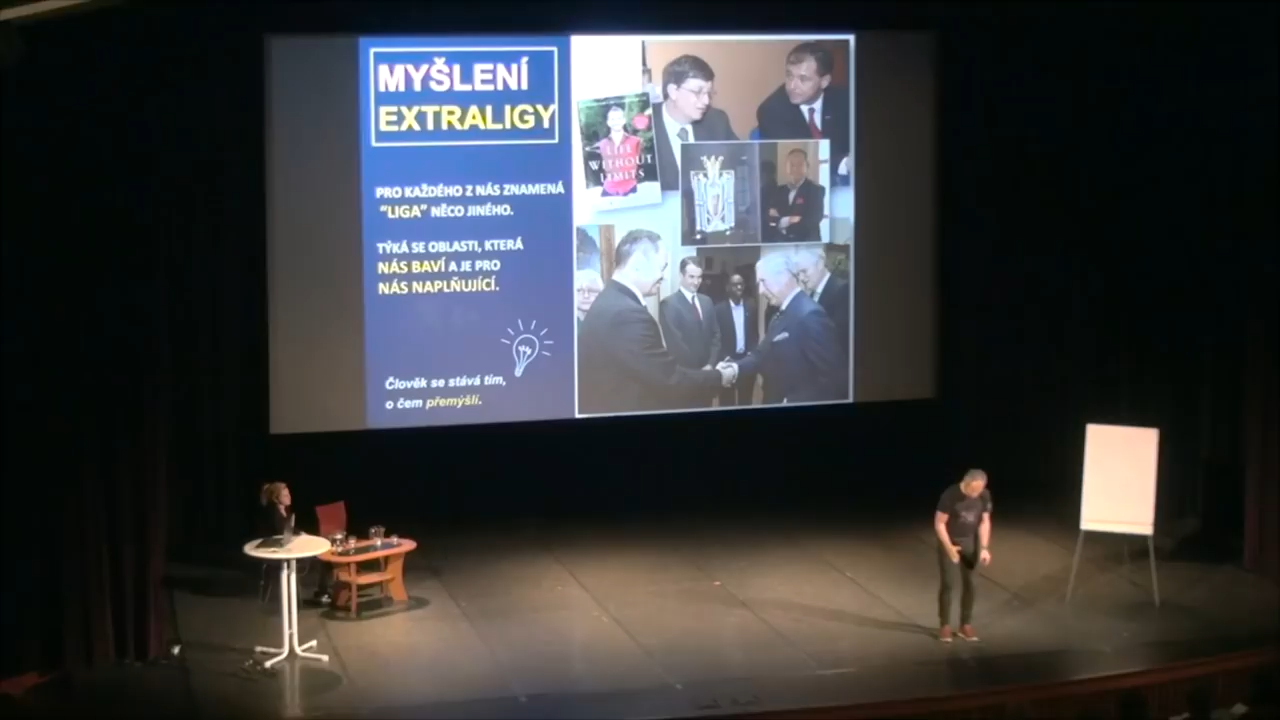 MYŠLENÍ
EXTRALIGY
PRO KAŽDÉHO Z NÁS ZNAMENÁ
“LIGA” NĚCO JINÉHO.
TÝKÁ SE OBLASTI, KTERÁ
NÁS BAVÍ A JE PRO
NÁS NAPLŇUJÍCÍ.
Člověk se stává tím,
o čem přemýšlí.
LIFE
WITHOUT
LIMITS